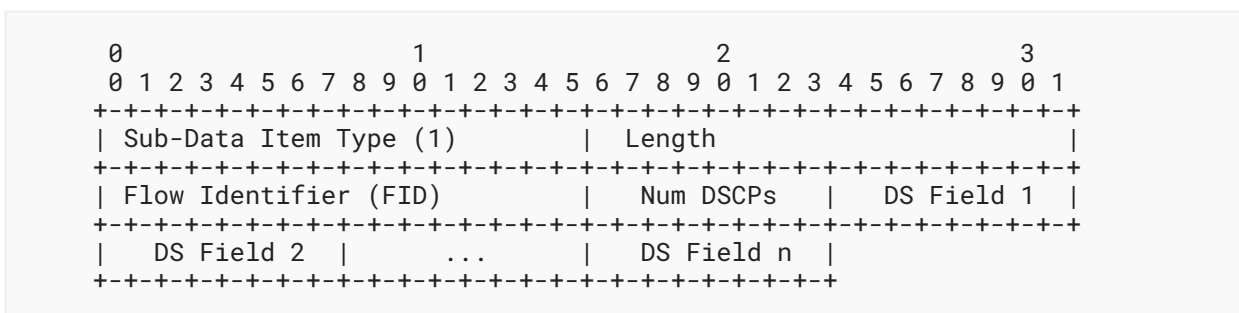 0                   1                   2                   3
0 1 2 3 4 5 6 7 8 9 0 1 2 3 4 5 6 7 8 9 0 1 2 3 4 5 6 7 8 9 0 1
+-+-+-+-+-+-+-+-+-+-+-+-+-+-+-+-+-+-+-+-+-+-+-+-+-+-+-+-+-+-+-+-+
| Sub-Data Item Type (1)        |  Length                       |
+-+-+-+-+-+-+-+-+-+-+-+-+-+-+-+-+-+-+-+-+-+-+-+-+-+-+-+-+-+-+-+-+
| Flow Identifier (FID)         |   Num DSCPs   |   DS Field 1  |
+-+-+-+-+-+-+-+-+-+-+-+-+-+-+-+-+-+-+-+-+-+-+-+-+-+-+-+-+-+-+-+-+
|   DS Field 2  |      ...      |   DS Field n  |
+-+-+-+-+-+-+-+-+-+-+-+-+-+-+-+-+-+-+-+-+-+-+-+-+